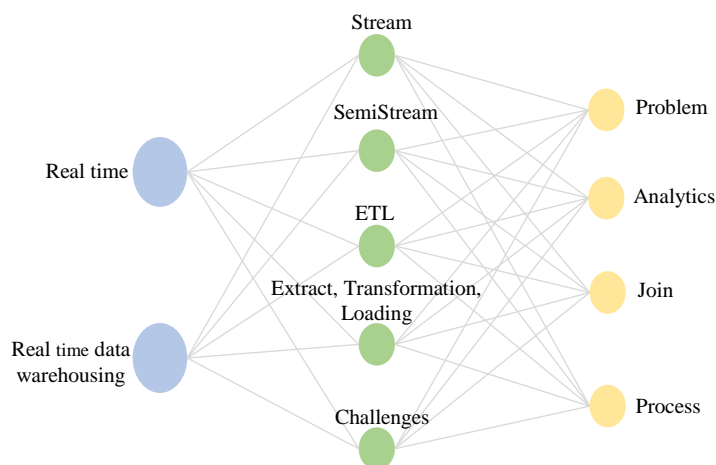 Real time
Real time data
warehousing
Stream
SemiStream
ETL
Extract, Transformation,
Loading
Challenges
Problem
Analytics
Join
Process